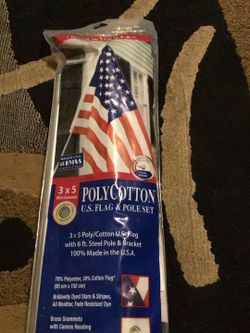 3 x 5
POLYCOTTON
U.S. FLAG & POLE SET
3 x 5 Poly/Cotton U.S. Flag
with 6 ft. Steel Pole & Bracket
100% Made in the U.S.A.
70% Polyester, 30% Cotton Flag*
Brilliantly Dyed Stars & Stripes,
All Weather, Fade Resistant Dye
Brass Grommets
with Canvas Heading